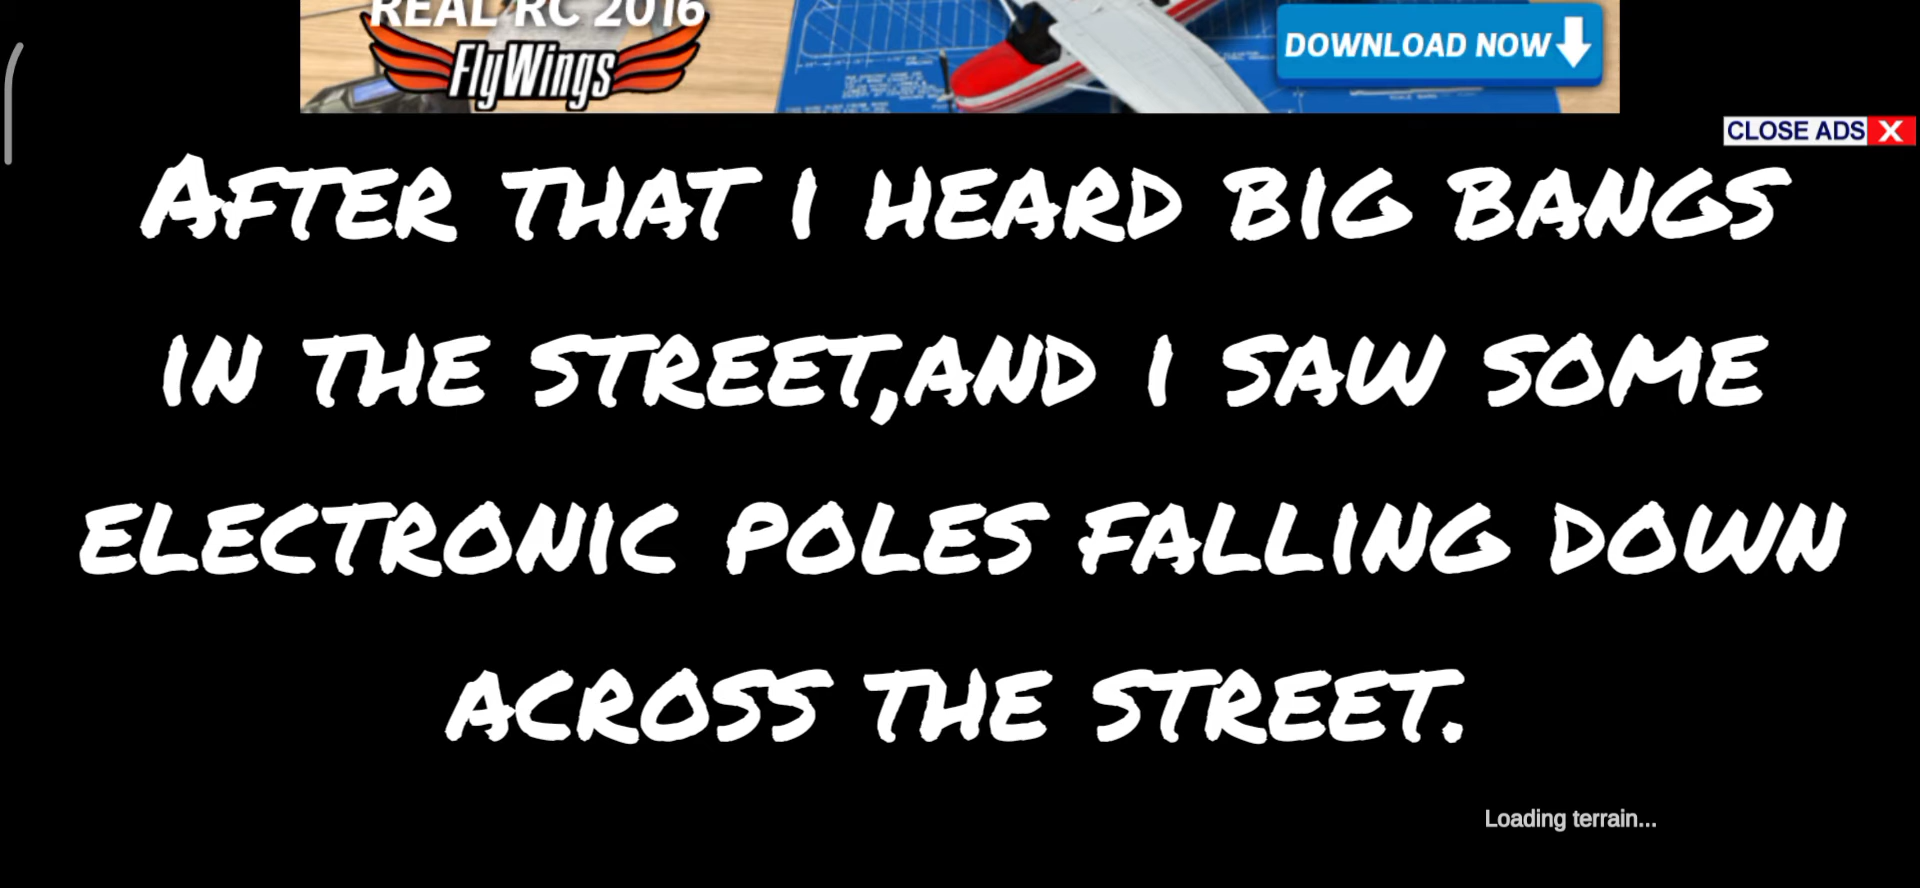 REAL RC 2016
FlyWings
DOWNLOAD NOW
CLOSE ADS X
After that i heard big bangs
in the street,and i saw some
electronic poles falling down
across the street.
Loading terrain...